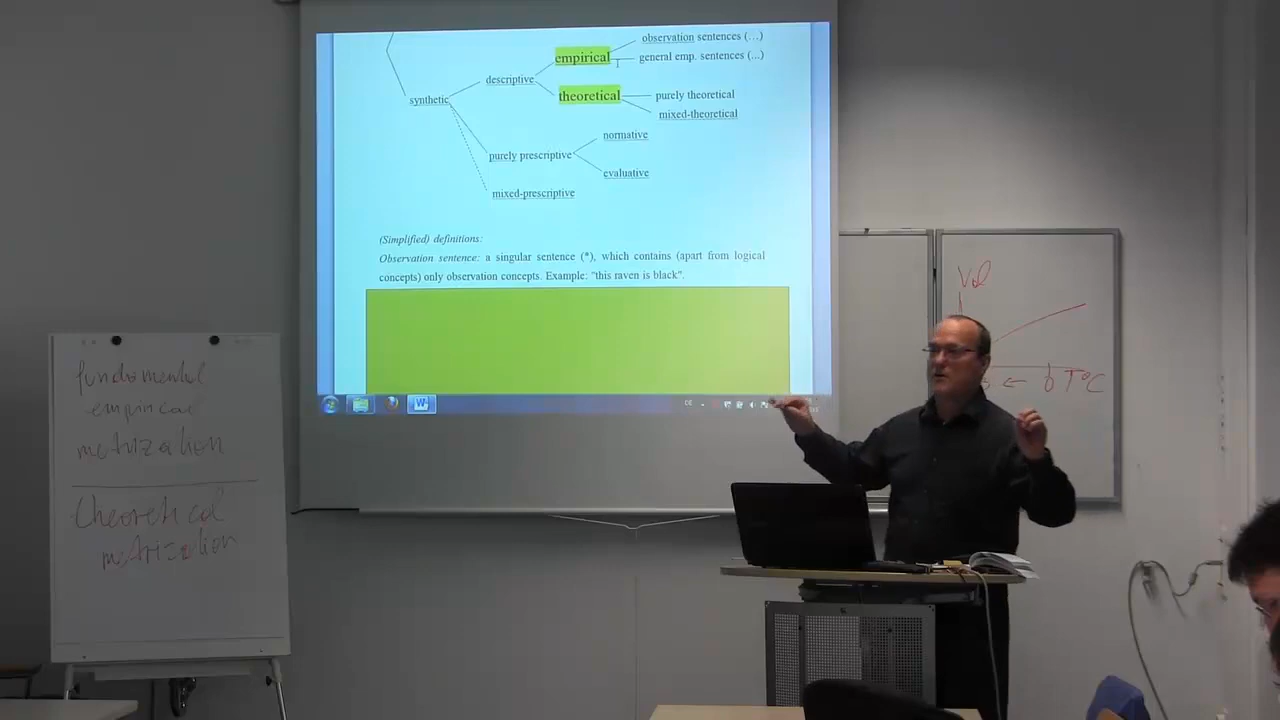 observation sentences (…)
empirical
general emp. sentences (...)
descriptive
theoretical
purely theoretical
synthetic
mixed-theoretical
normative
purely prescriptive
evaluative
mixed-prescriptive
(Simplified) definitions:
Observation sentence: a singular sentence (*), which contains (apart from logical
concepts) only observation concepts. Example: "this raven is black".
DE
fundamental
empirical
metrization
theoretical
metrization
Vol
0 T°C